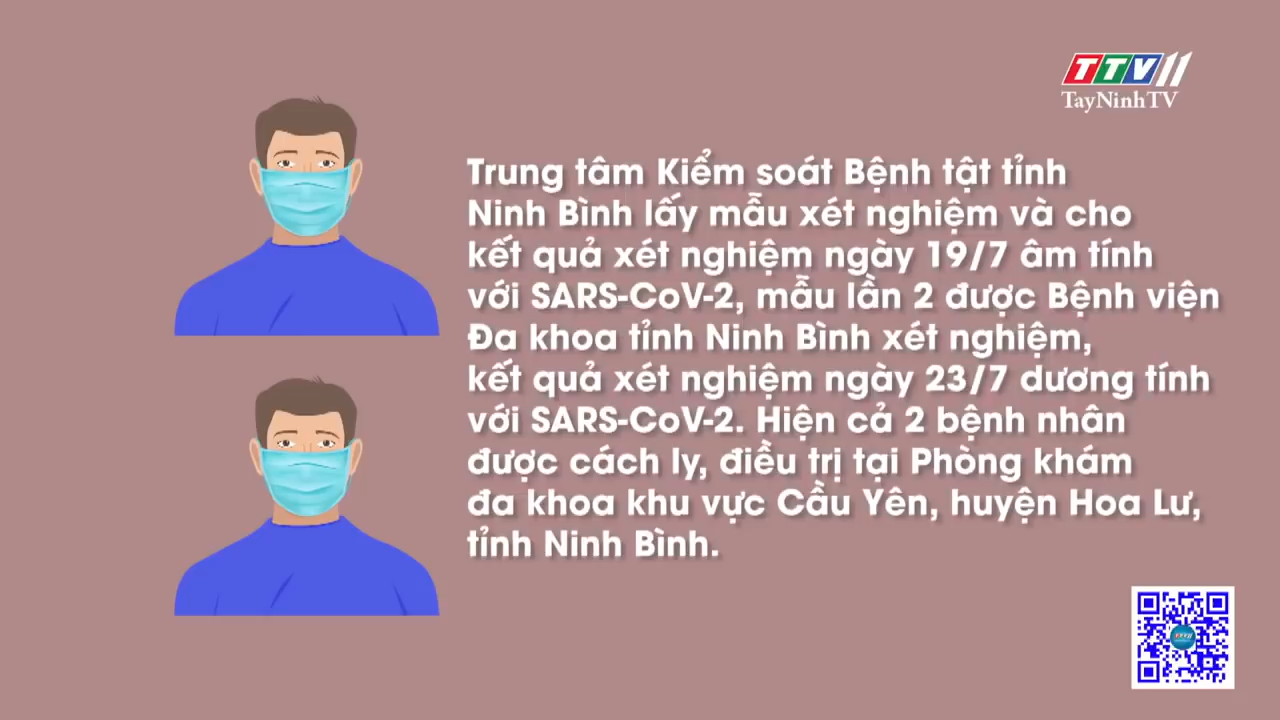 TTV11
TayNinhTV
Trung tâm Kiểm soát Bệnh tật tỉnh
Ninh Bình lấy mẫu xét nghiệm và cho
kết quả xét nghiệm ngày 19/7 âm tính
với SARS-CoV-2, mẫu lần 2 được Bệnh viện
Đa khoa tỉnh Ninh Bình xét nghiệm,
kết quả xét nghiệm ngày 23/7 dương tính
với SARS-CoV-2. Hiện cả 2 bệnh nhân
được cách ly, điều trị tại Phòng khám
đa khoa khu vực Cầu Yên, huyện Hoa Lư,
tỉnh Ninh Bình.
TTV11